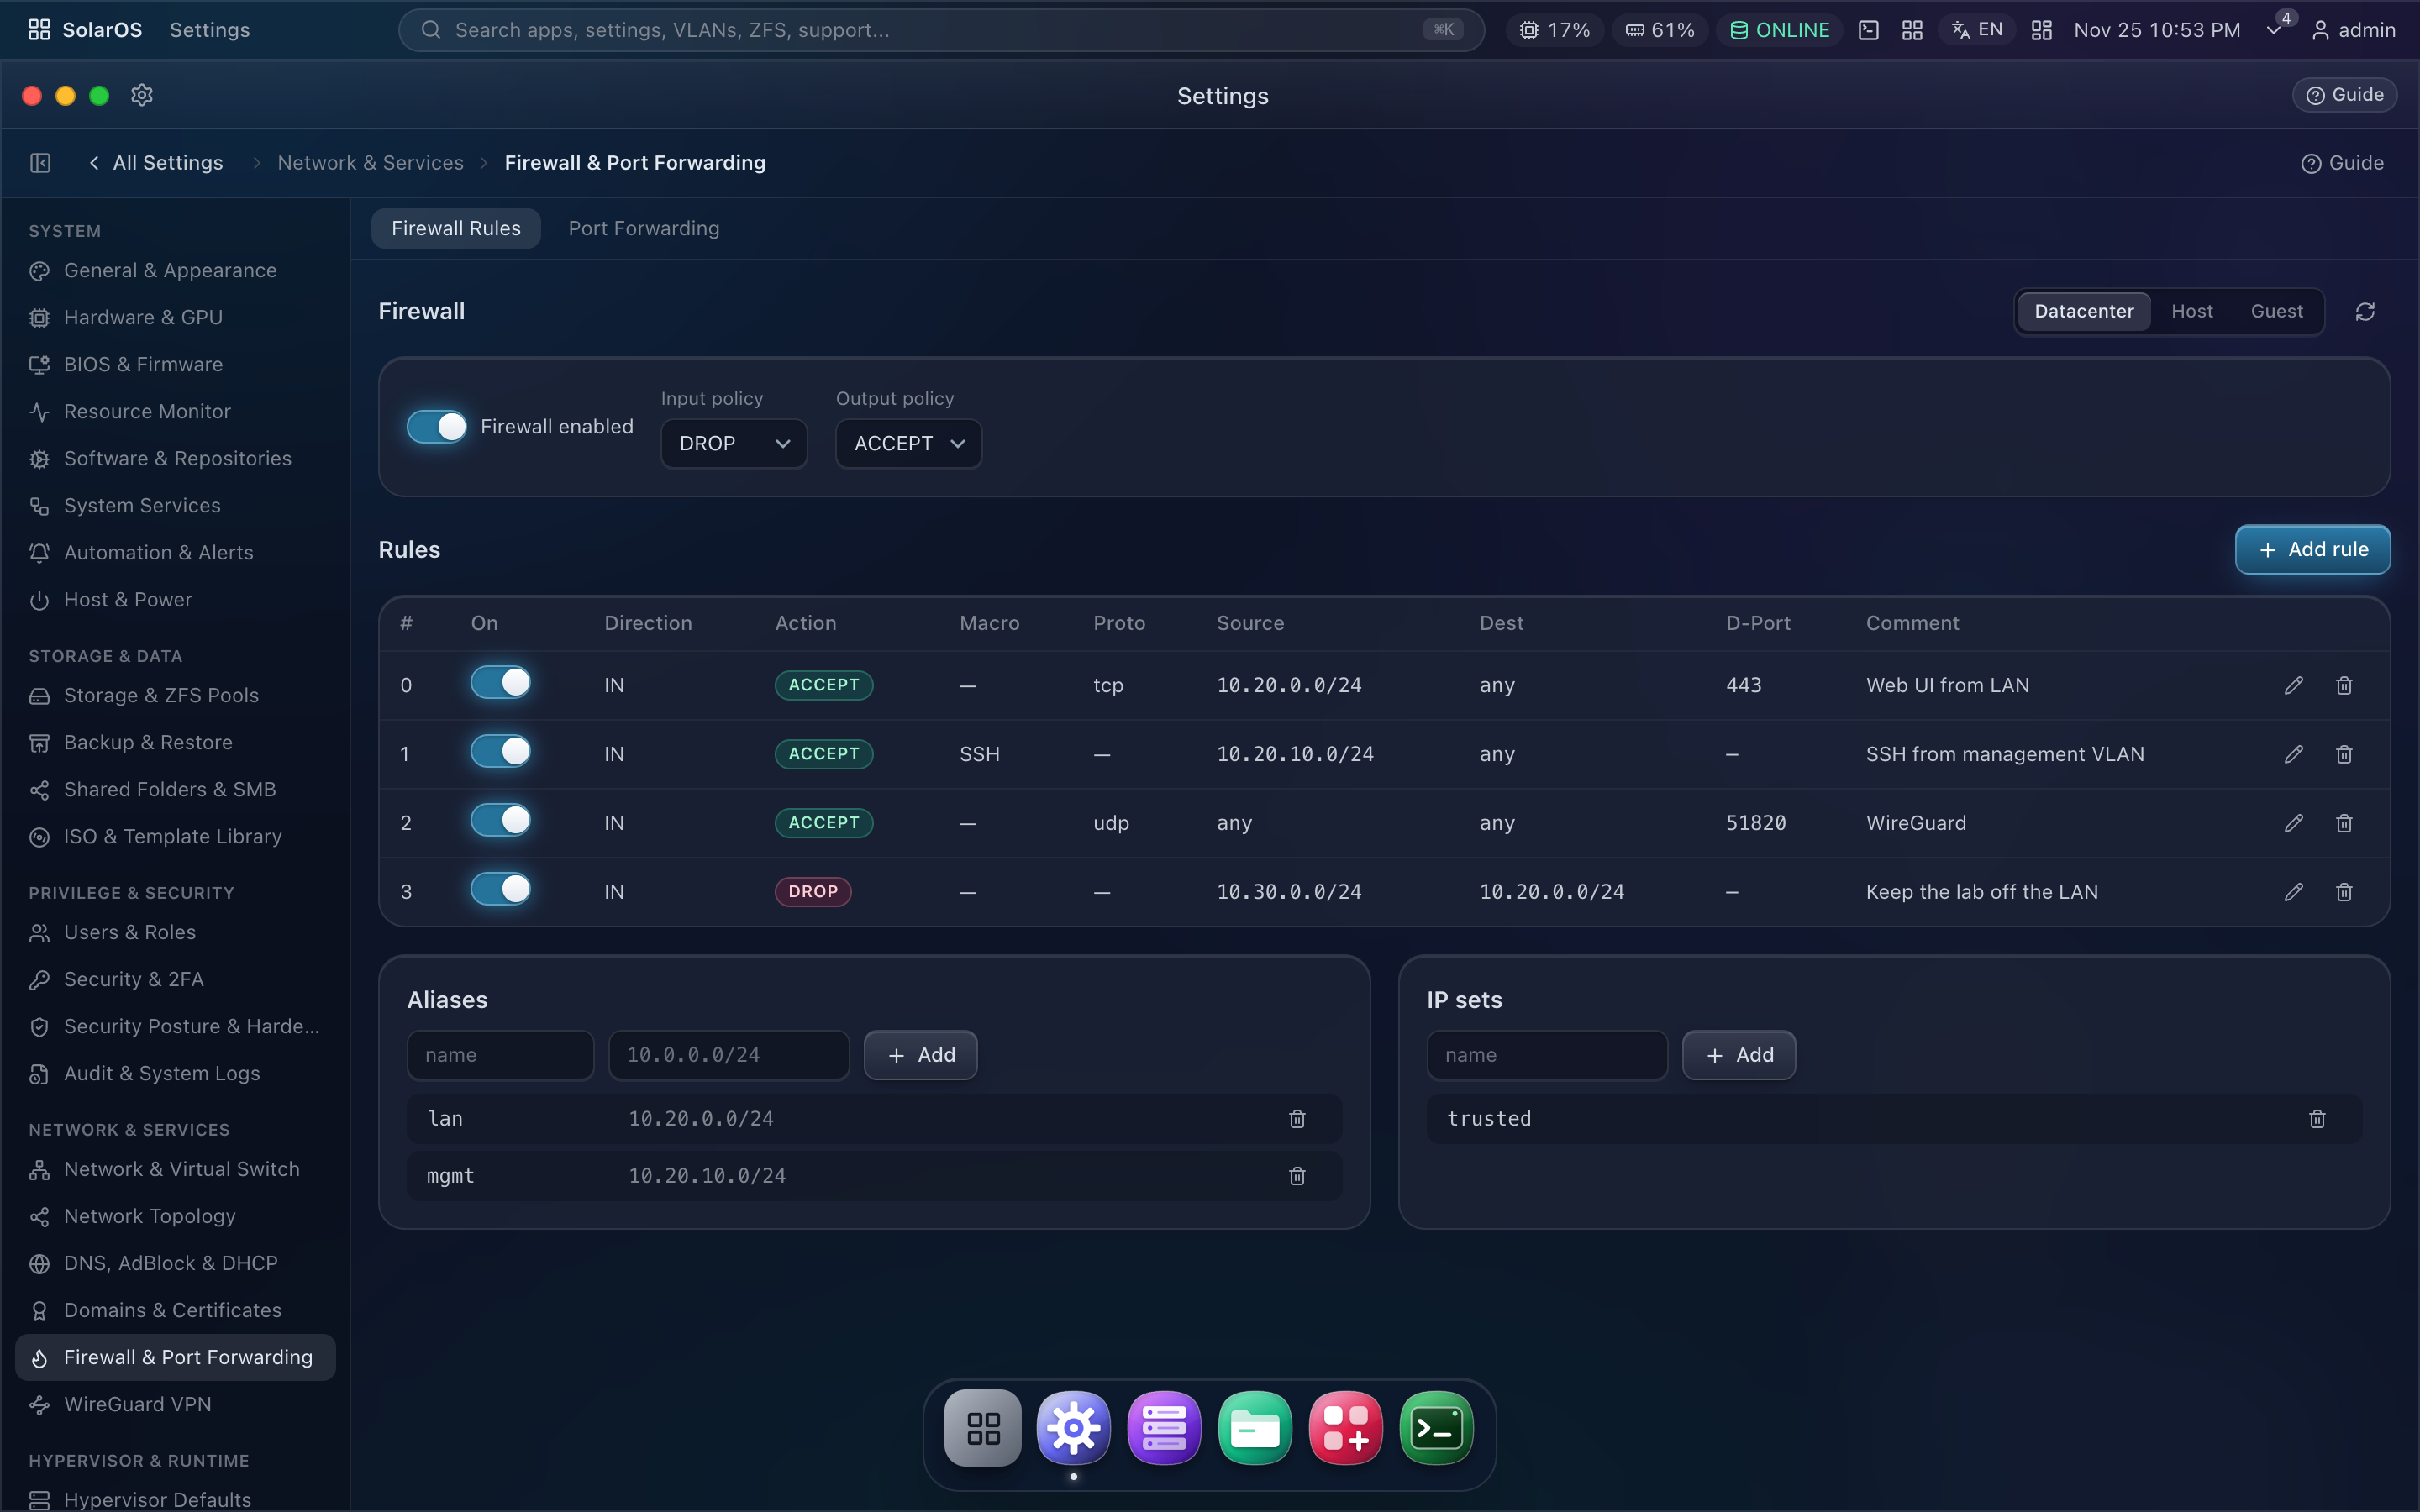 SolarOS Settings Search apps, settings, VLANs, ZFS, support... ⌘K 17% 61% ONLINE EN Nov 25 10:53 PM 4 admin
Settings Guide
All Settings Network & Services Firewall & Port Forwarding Guide
SYSTEM
General & Appearance
Hardware & GPU
BIOS & Firmware
Resource Monitor
Software & Repositories
System Services
Automation & Alerts
Host & Power
STORAGE & DATA
Storage & ZFS Pools
Backup & Restore
Shared Folders & SMB
ISO & Template Library
PRIVILEGE & SECURITY
Users & Roles
Security & 2FA
Security Posture & Harde...
Audit & System Logs
NETWORK & SERVICES
Network & Virtual Switch
Network Topology
DNS, AdBlock & DHCP
Domains & Certificates
Firewall & Port Forwarding
WireGuard VPN
HYPERVISOR & RUNTIME
Hypervisor Defaults
Firewall Rules Port Forwarding
Firewall Datacenter Host Guest
Input policy Output policy
Firewall enabled DROP ACCEPT
Rules + Add rule
# On Direction Action Macro Proto Source Dest D-Port Comment
0 IN ACCEPT — tcp 10.20.0.0/24 any 443 Web UI from LAN
1 IN ACCEPT SSH — 10.20.10.0/24 any — SSH from management VLAN
2 IN ACCEPT — udp any any 51820 WireGuard
3 IN DROP — — 10.30.0.0/24 10.20.0.0/24 — Keep the lab off the LAN
Aliases
name 10.0.0.0/24 + Add
lan 10.20.0.0/24
mgmt 10.20.10.0/24
IP sets
name + Add
trusted